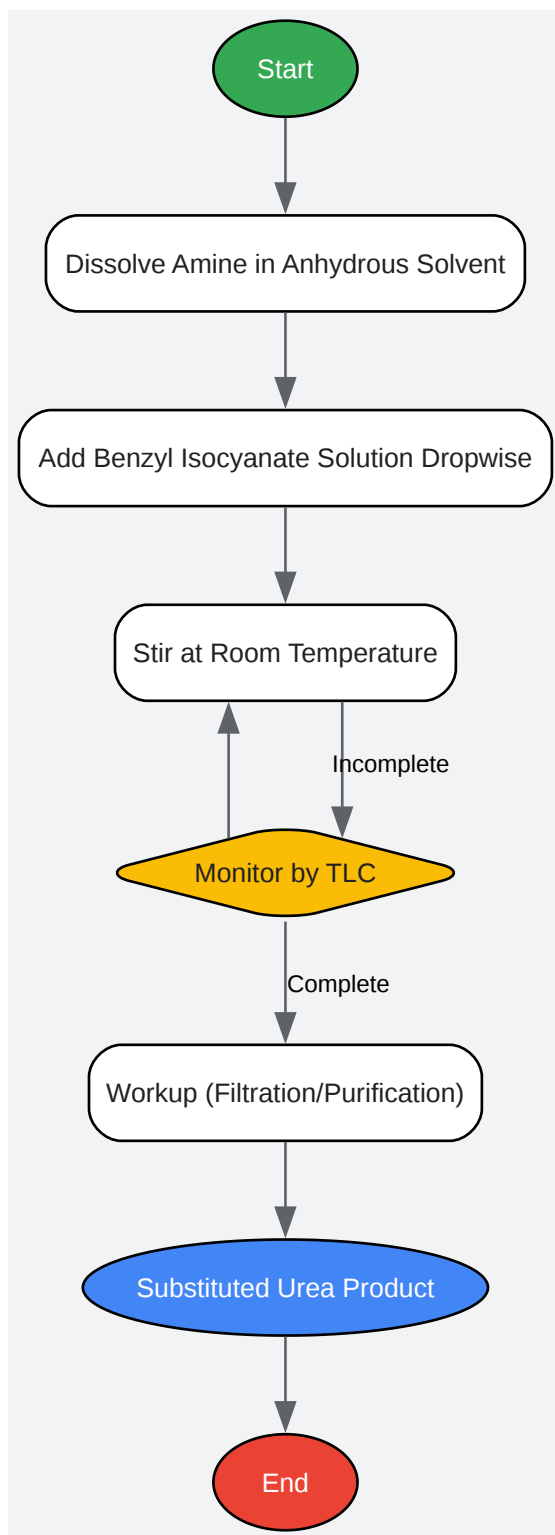 Start
Dissolve Amine in Anhydrous Solvent
Add Benzyl Isocyanate Solution Dropwise
Stir at Room Temperature
Incomplete
Monitor by TLC
Complete
Workup (Filtration/Purification)
Substituted Urea Product
End